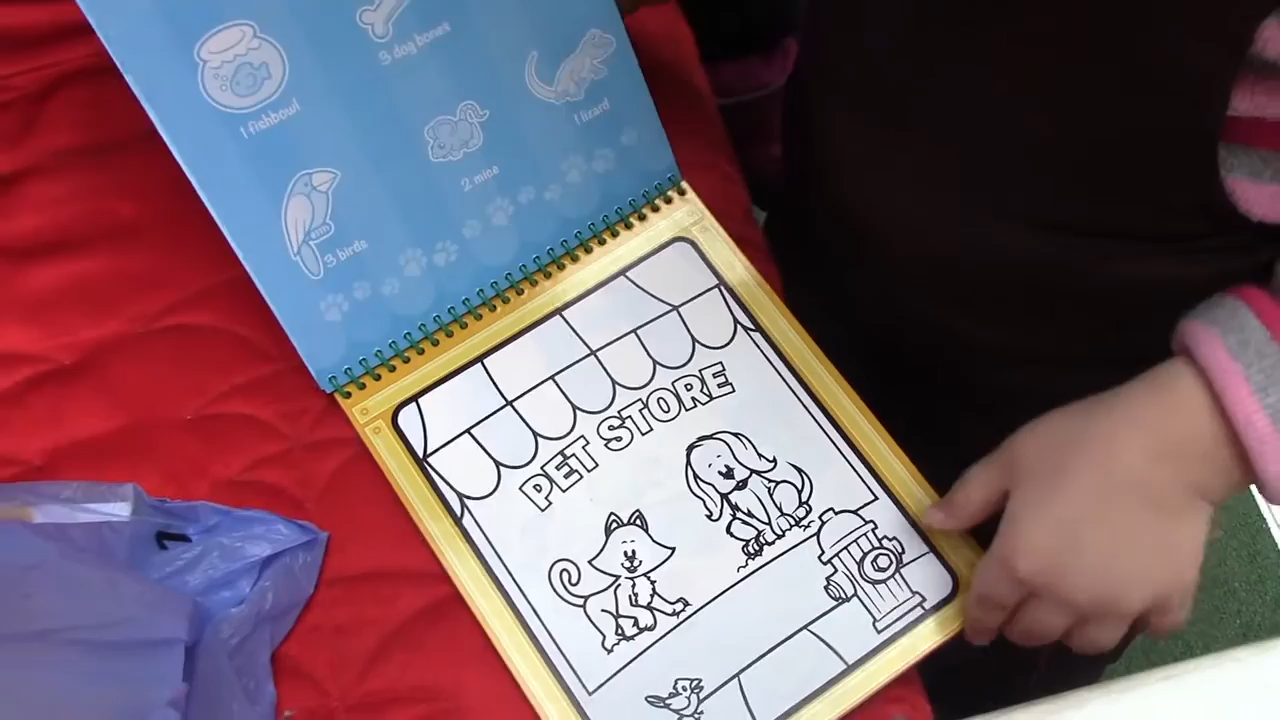 3 dog bones
1 fishbowl
1 lizard
2 mice
3 birds
PET STORE